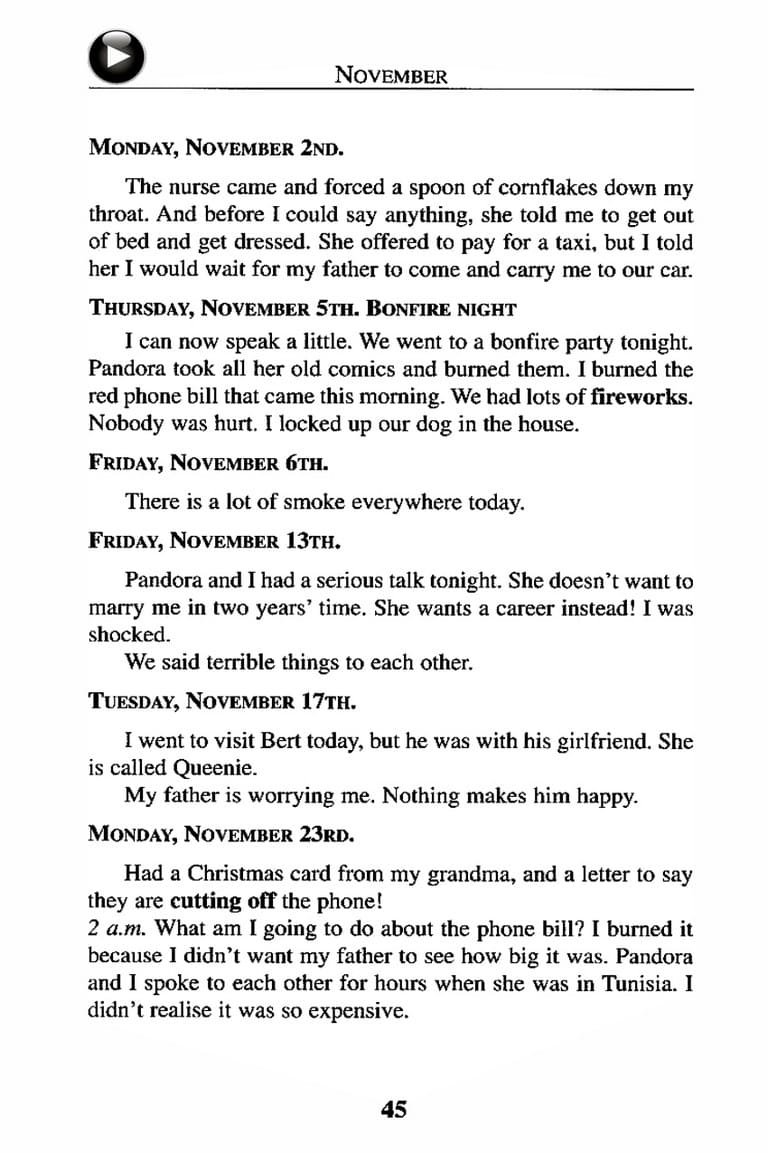 NOVEMBER
MONDAY, NOVEMBER 2ND.
The nurse came and forced a spoon of cornflakes down my
throat. And before I could say anything, she told me to get out
of bed and get dressed. She offered to pay for a taxi, but I told
her I would wait for my father to come and carry me to our car.
THURSDAY, NOVEMBER 5TH. BONFIRE NIGHT
I can now speak a little. We went to a bonfire party tonight.
Pandora took all her old comics and burned them. I burned the
red phone bill that came this morning. We had lots of fireworks.
Nobody was hurt. I locked up our dog in the house.
FRIDAY, NOVEMBER 6TH.
There is a lot of smoke everywhere today.
FRIDAY, NOVEMBER 13TH.
Pandora and I had a serious talk tonight. She doesn't want to
marry me in two years' time. She wants a career instead! I was
shocked.
We said terrible things to each other.
TUESDAY, NOVEMBER 17TH.
I went to visit Bert today, but he was with his girlfriend. She
is called Queenie.
My father is worrying me. Nothing makes him happy.
MONDAY, NOVEMBER 23RD.
Had a Christmas card from my grandma, and a letter to say
they are cutting off the phone!
2 a.m. What am I going to do about the phone bill? I burned it
because I didn't want my father to see how big it was. Pandora
and I spoke to each other for hours when she was in Tunisia. I
didn't realise it was so expensive.
45